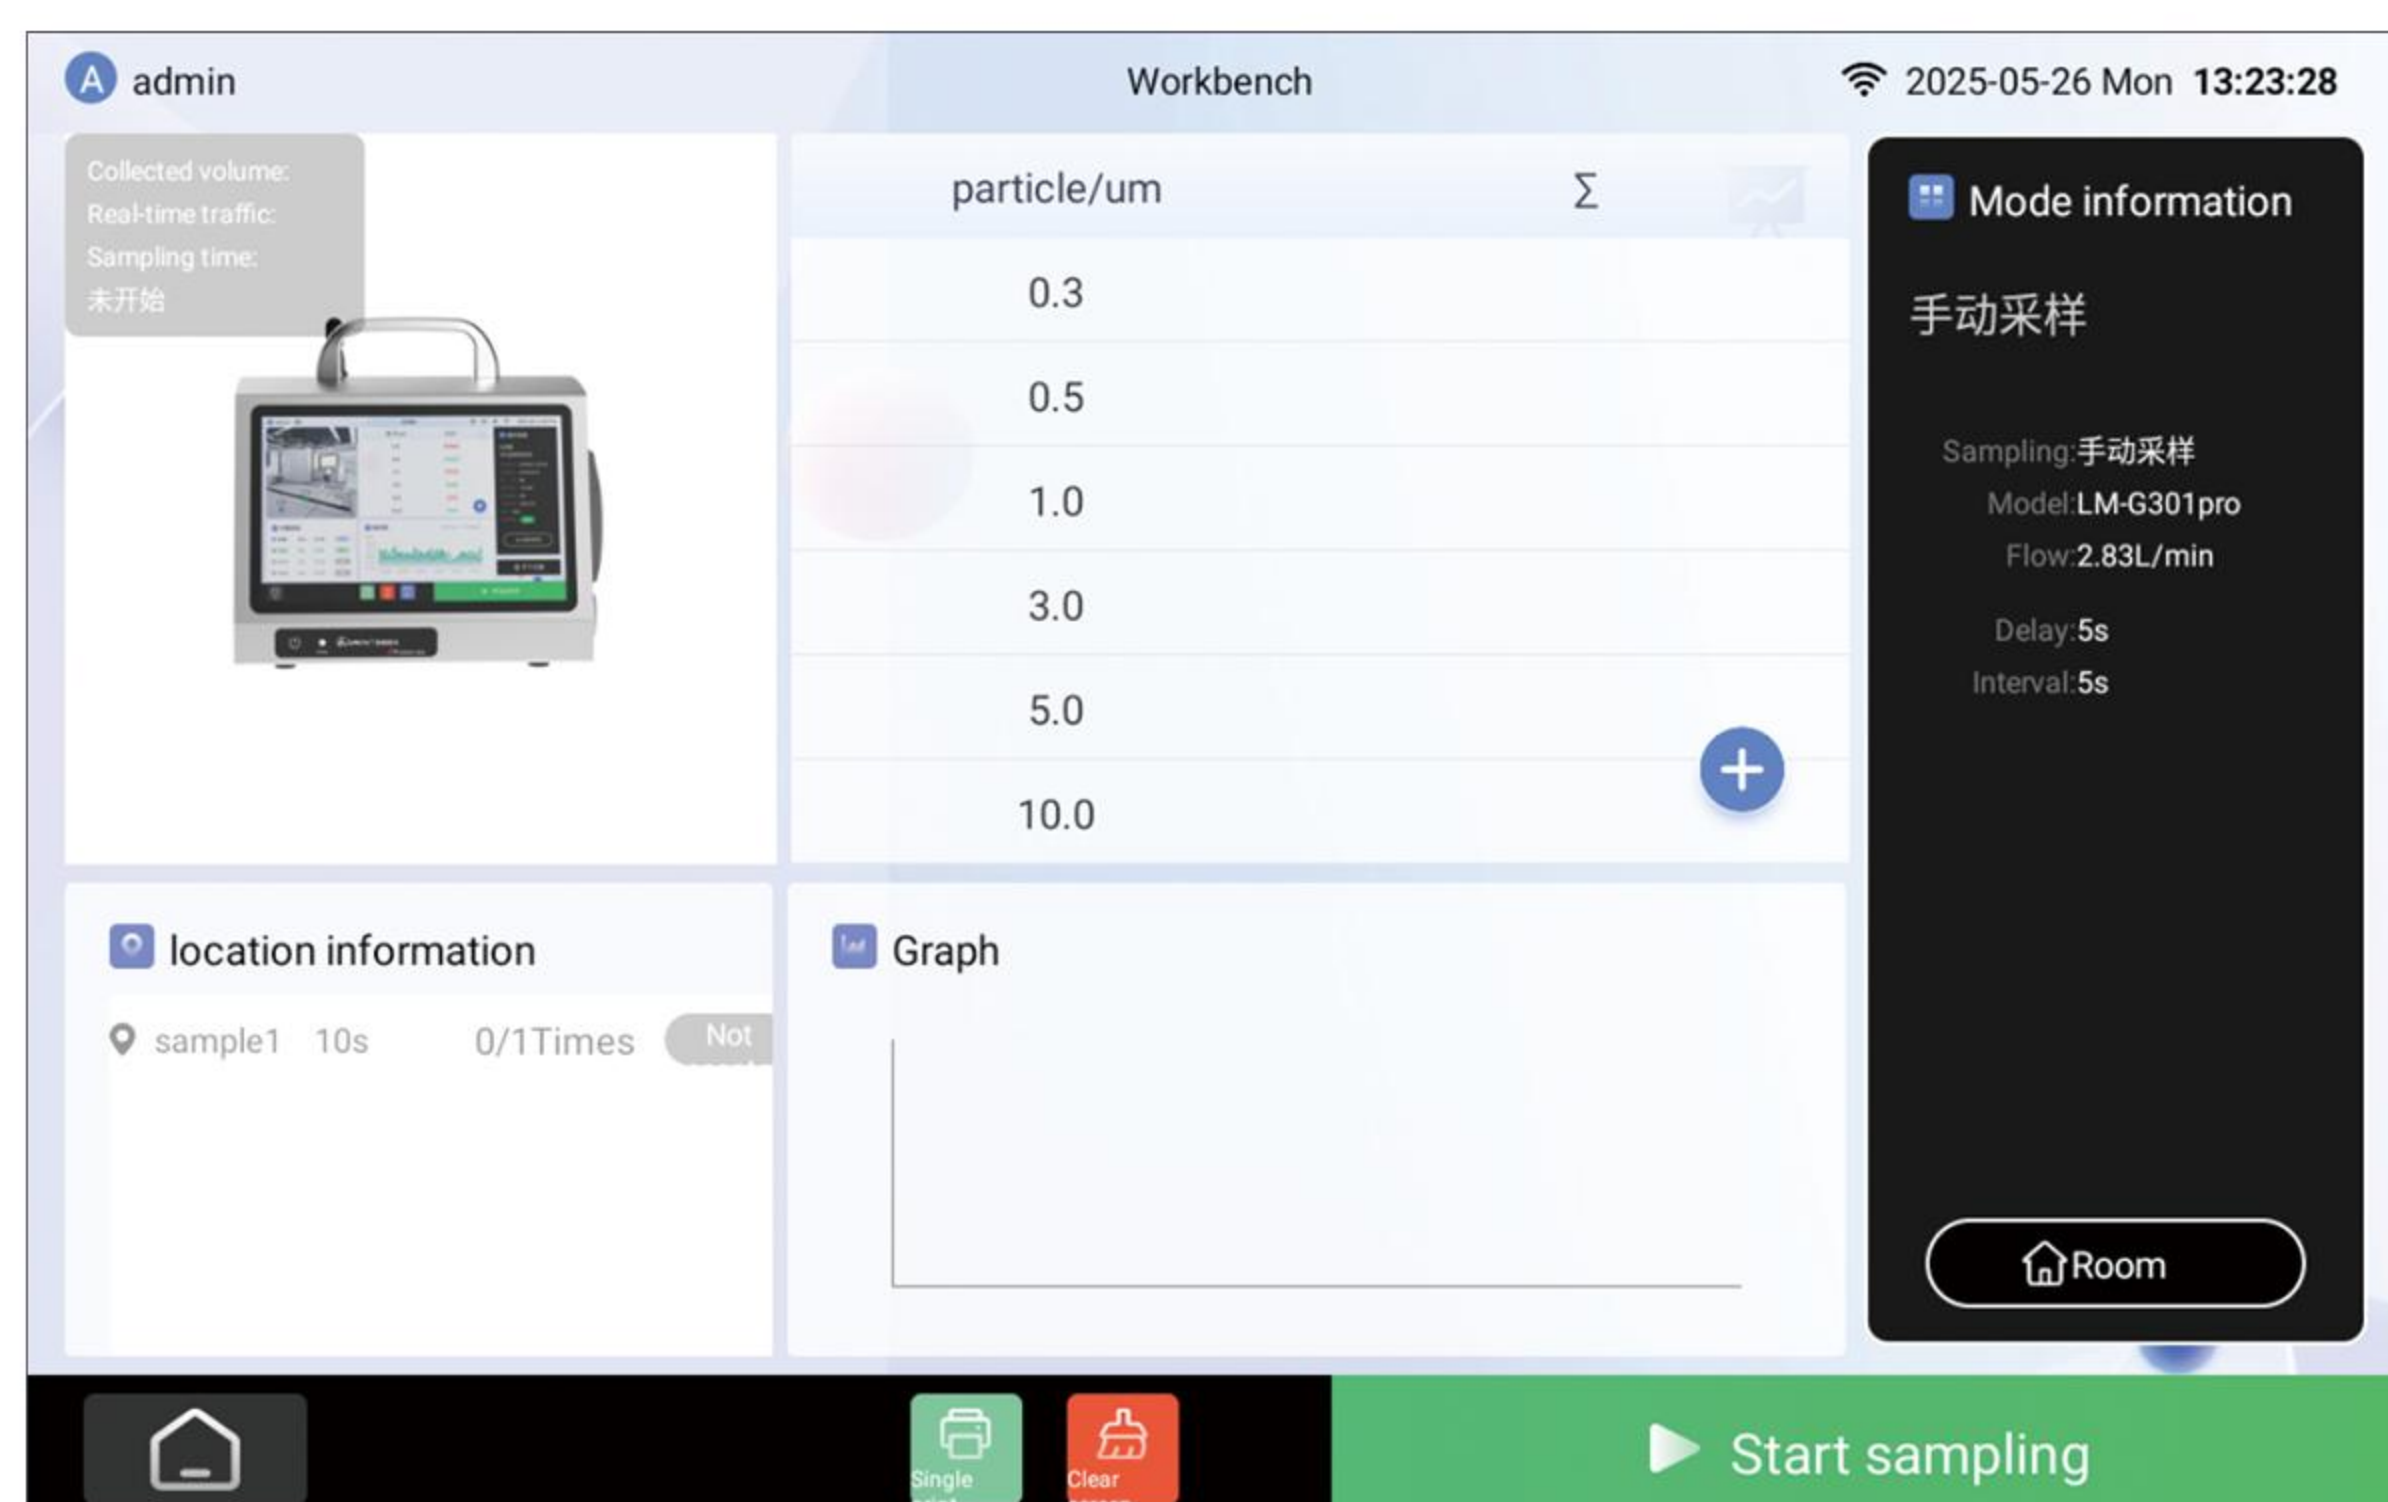 A admin
Workbench
2025-05-26 Mon 13:23:28
Collected volume:
Real-time traffic:
Sampling time:
未开始
particle/um Σ
0.3
0.5
1.0
3.0
5.0
10.0
Mode information
手动采样
Sampling:手动采样
Model:LM-G301pro
Flow:2.83L/min
Delay:5s
Interval:5s
Room
location information
sample1 10s 0/1Times Not
Graph
Single
Clear
Start sampling